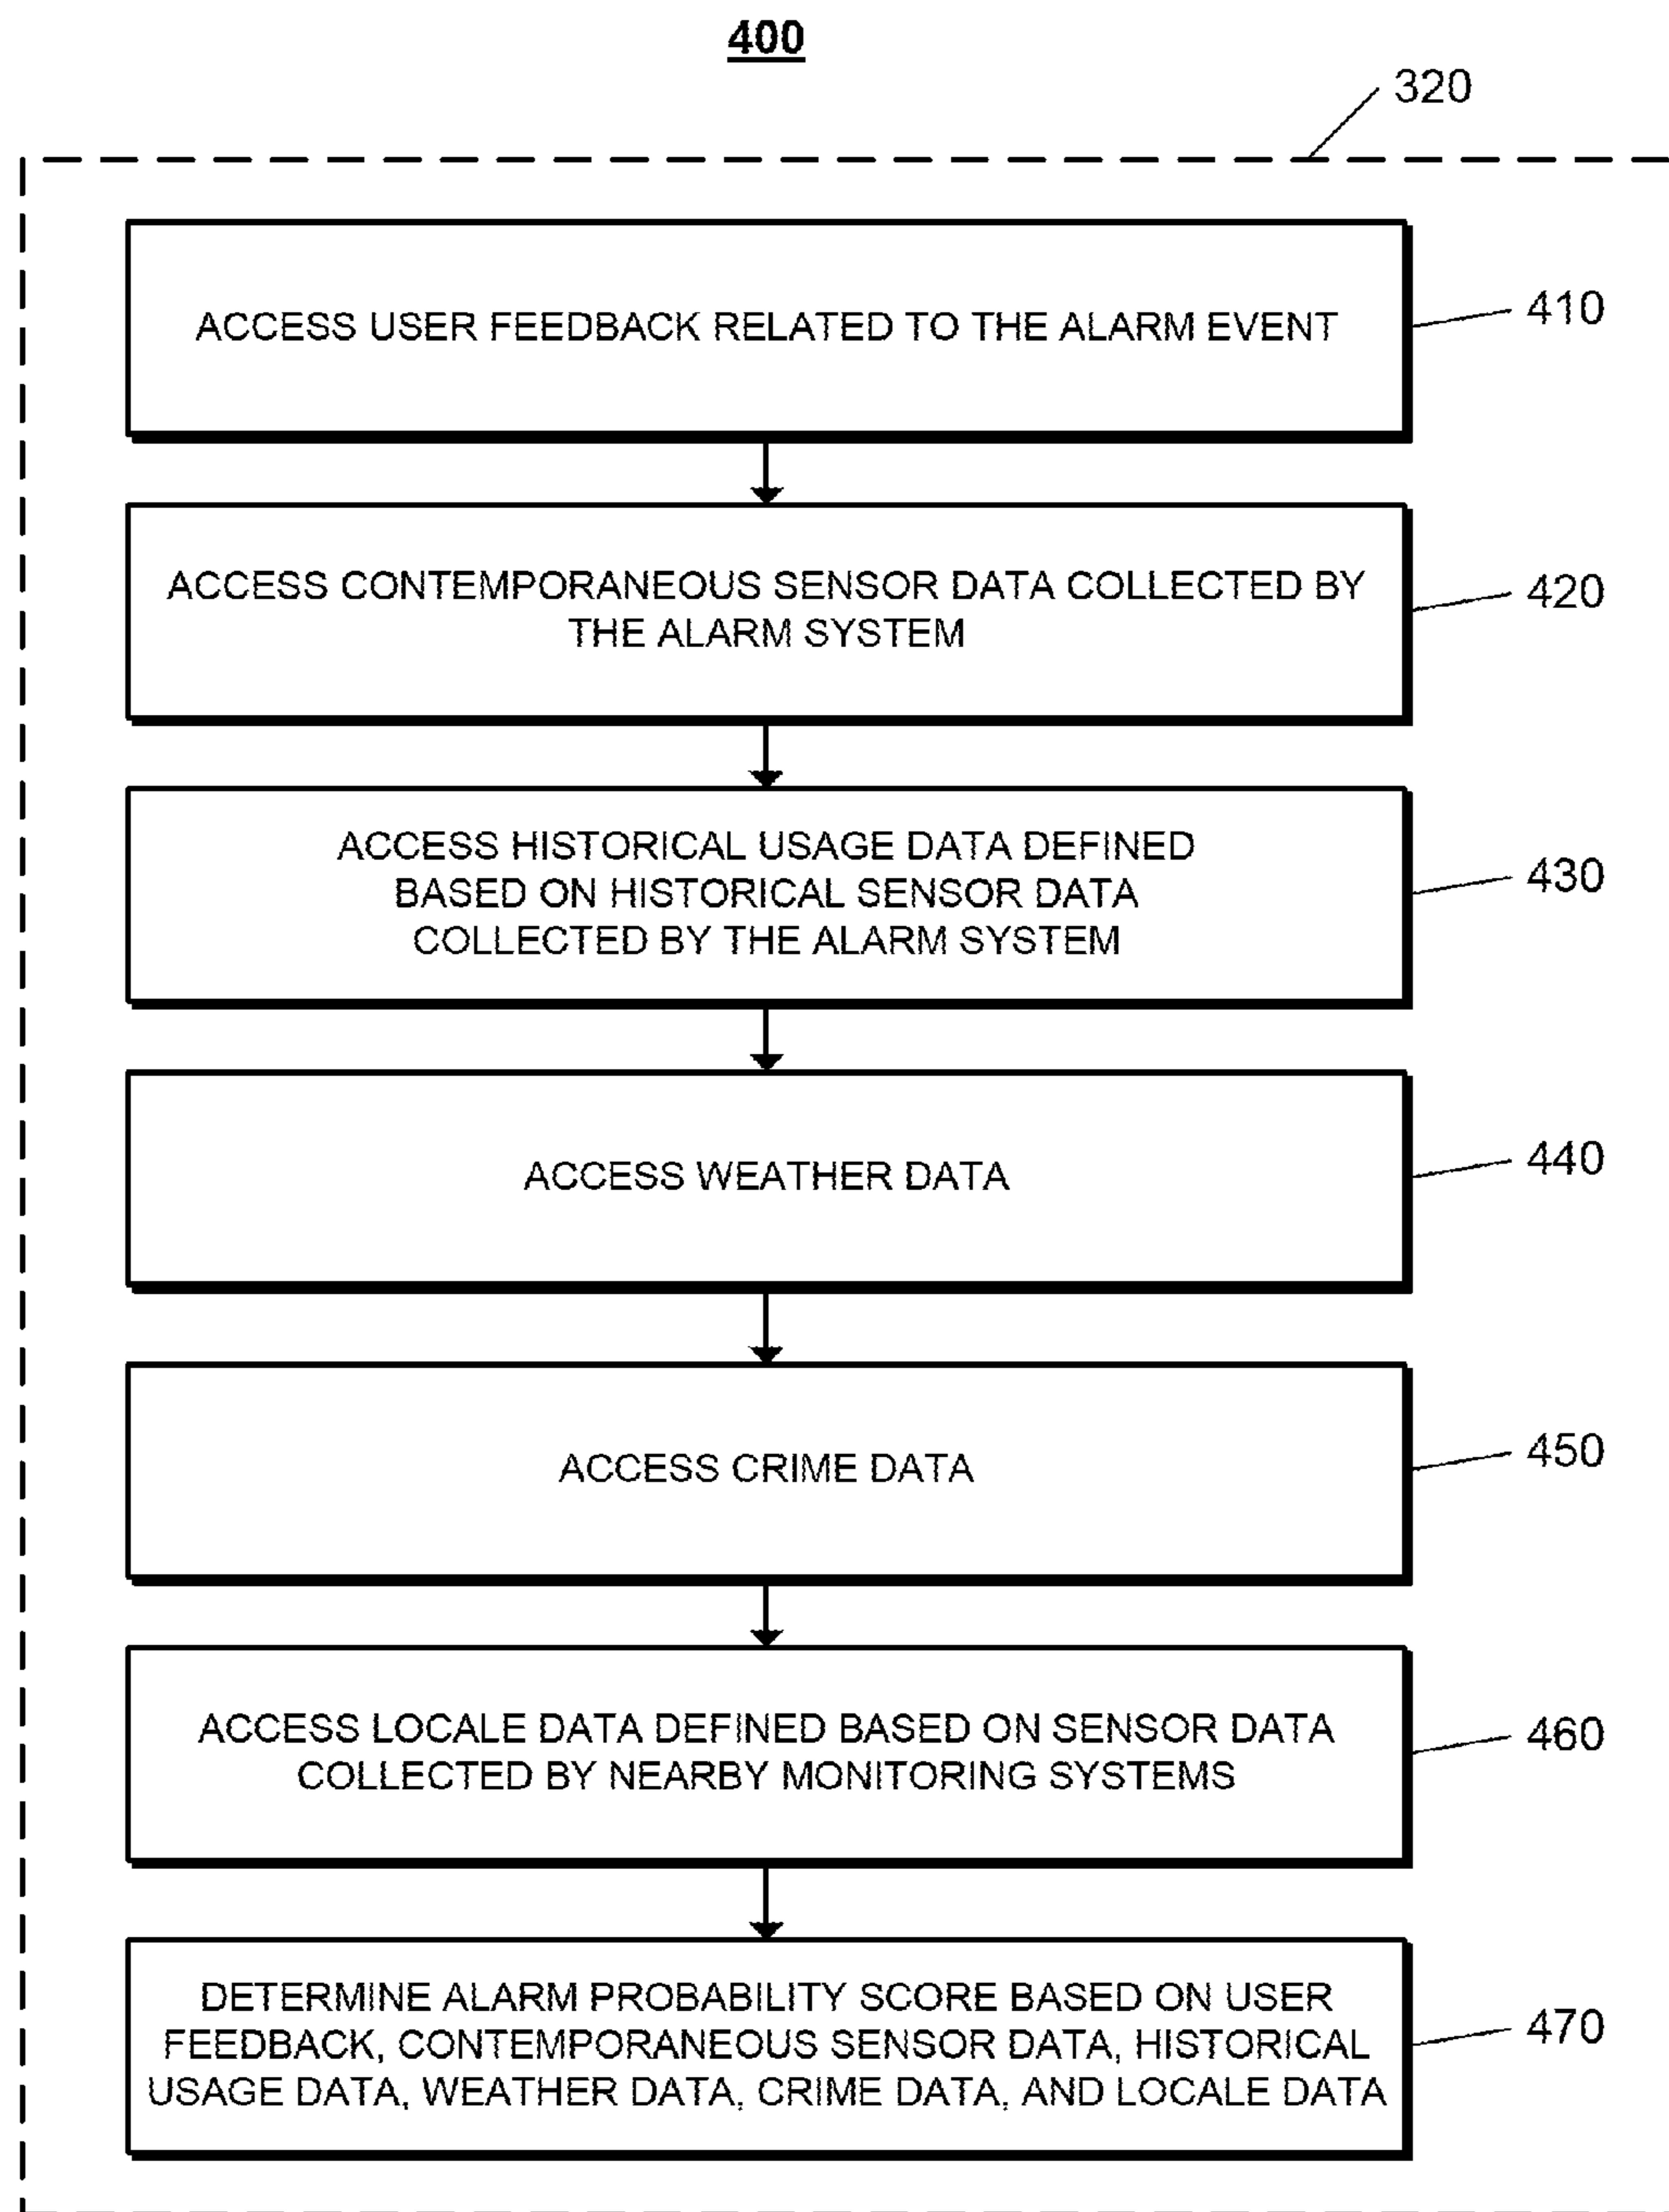 400
320
ACCESS USER FEEDBACK RELATED TO THE ALARM EVENT
410
ACCESS CONTEMPORANEOUS SENSOR DATA COLLECTED BY
THE ALARM SYSTEM
420
ACCESS HISTORICAL USAGE DATA DEFINED
BASED ON HISTORICAL SENSOR DATA
COLLECTED BY THE ALARM SYSTEM
430
ACCESS WEATHER DATA
440
ACCESS CRIME DATA
450
ACCESS LOCALE DATA DEFINED BASED ON SENSOR DATA
COLLECTED BY NEARBY MONITORING SYSTEMS
460
DETERMINE ALARM PROBABILITY SCORE BASED ON USER
FEEDBACK, CONTEMPORANEOUS SENSOR DATA, HISTORICAL
USAGE DATA, WEATHER DATA, CRIME DATA, AND LOCALE DATA
470